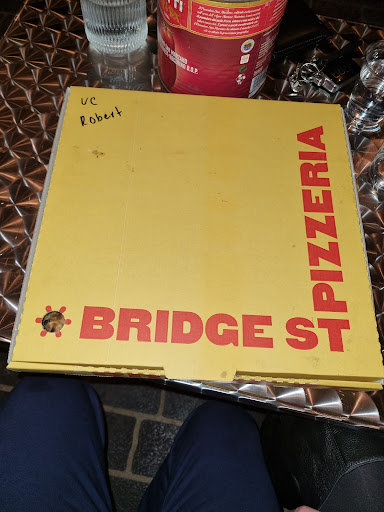 VC
Robert
BRIDGE ST
PIZZERIA